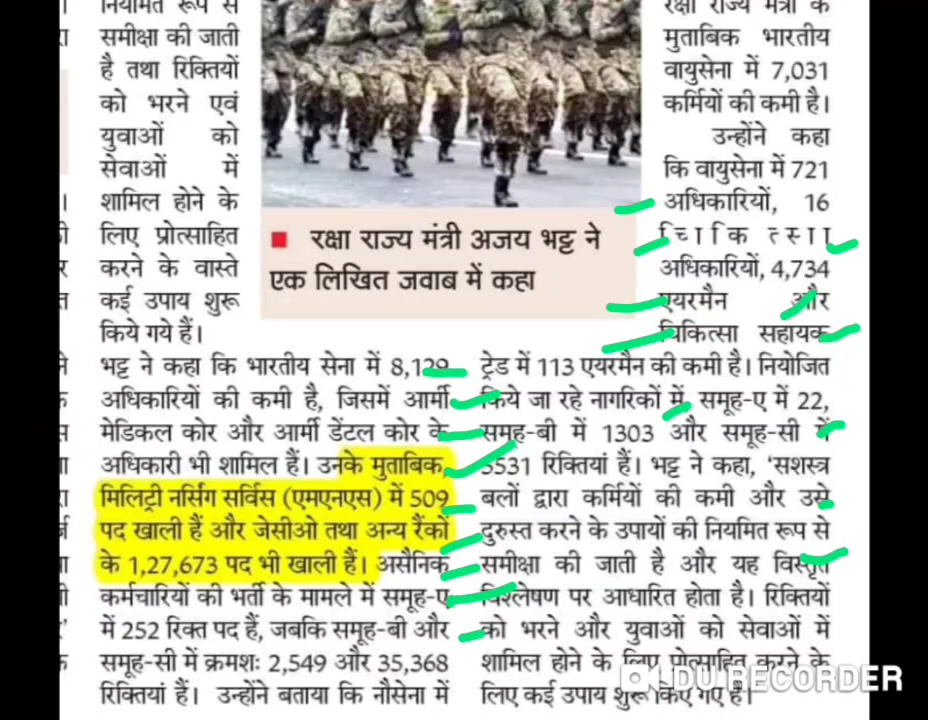 नियमित रूप से
समीक्षा की जाती
है तथा रिक्तियों
को भरने एवं
युवाओं को
सेवाओं में
शामिल होने के
लिए प्रोत्साहित
करने के वास्ते
कई उपाय शुरू
किये गये हैं।
भट्ट ने कहा कि भारतीय सेना में 8,129
अधिकारियों की कमी है, जिसमें आर्मी
मेडिकल कोर और आर्मी डेंटल कोर के
अधिकारी भी शामिल हैं। उनके मुताबिक,
मिलिट्री नर्सिंग सर्विस (एमएनएस) में 509
पद खाली हैं और जेसीओ तथा अन्य रैंकों
के 1,27,673 पद भी खाली हैं। असैनिक
कर्मचारियों की भर्ती के मामले में समूह-ए
में 252 रिक्त पद हैं, जबकि समूह-बी और
समूह-सी में क्रमशः 2,549 और 35,368
रिक्तियां हैं। उन्होंने बताया कि नौसेना में
रक्षा राज्य मंत्री अजय भट्ट ने
एक लिखित जवाब में कहा
रक्षा राज्य मंत्री के
मुताबिक भारतीय
वायुसेना में 7,031
कर्मियों की कमी है।
उन्होंने कहा
कि वायुसेना में 721
अधिकारियों, 16
चिकित्सा
अधिकारियों, 4,734
एयरमैन और
चिकित्सा सहायक
ट्रेड में 113 एयरमैन की कमी है। नियोजित
किये जा रहे नागरिकों में, समूह-ए में 22,
समूह-बी में 1303 और समूह-सी में
5531 रिक्तियां हैं। भट्ट ने कहा, 'सशस्त्र
बलों द्वारा कर्मियों की कमी और उसे
दुरुस्त करने के उपायों की नियमित रूप से
समीक्षा की जाती है और यह विस्तृत
विश्लेषण पर आधारित होता है। रिक्तियों
को भरने और युवाओं को सेवाओं में
शामिल होने के लिए प्रोत्साहित करने के
लिए कई उपाय शुरू किए गए हैं।
DU RECORDER